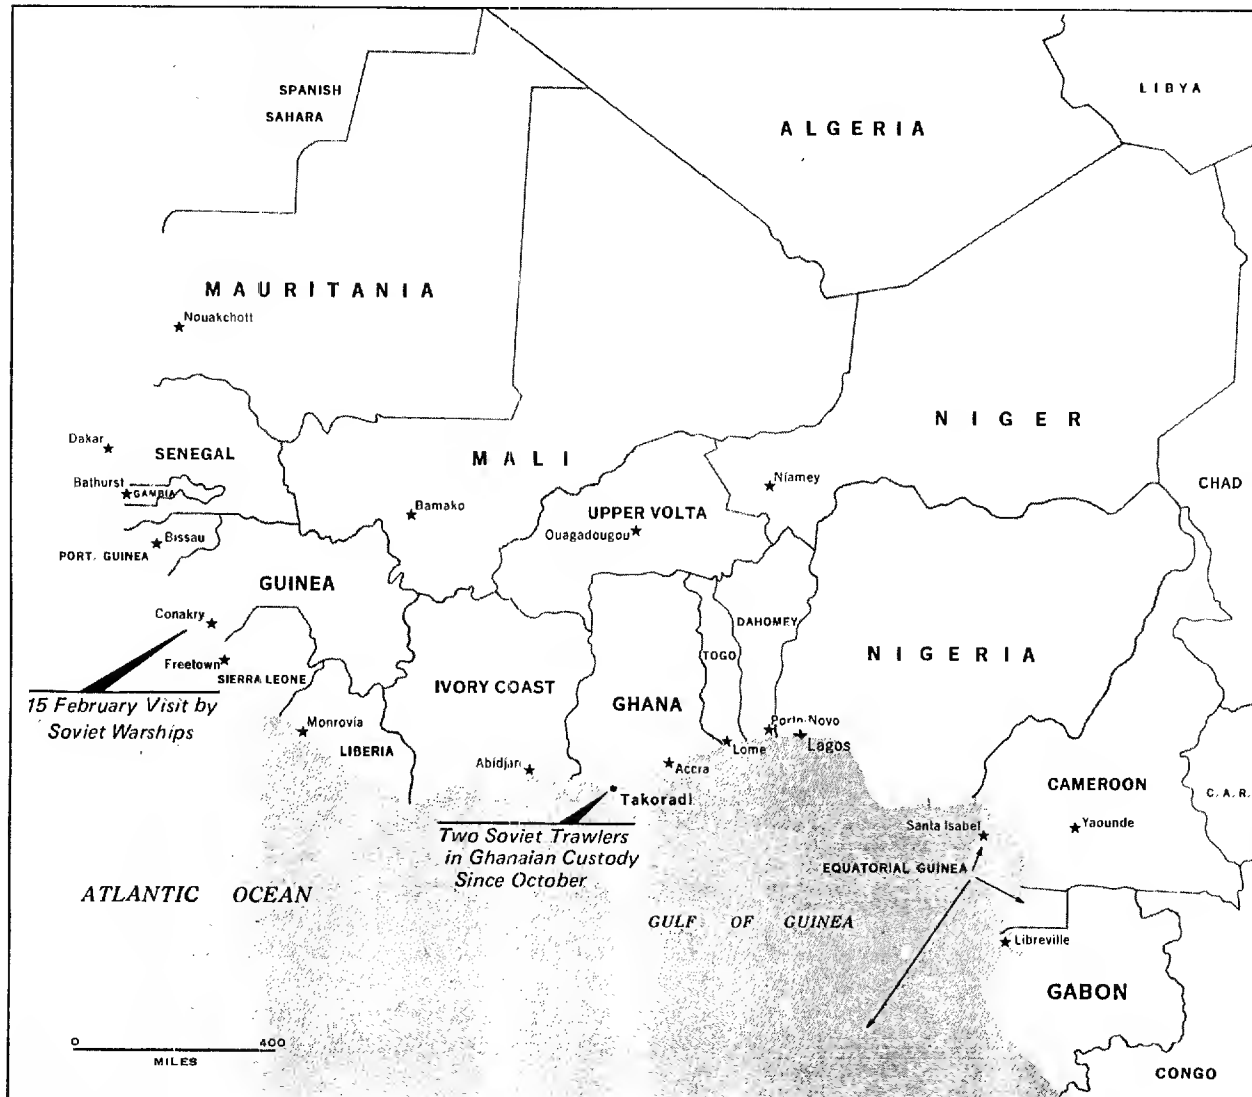 SPANISH
SAHARA
ALGERIA
LIBYA
MAURITANIA
Nouakchott
NIGER
Dakar
SENEGAL
MALI
Bathurst
GAMBIA
Niamey
CHAD
Bamako
UPPER VOLTA
Ouagadougou
Bissau
PORT. GUINEA
GUINEA
Conakry
DAHOMEY
TOGO
NIGERIA
Freetown
SIERRA LEONE
IVORY COAST
GHANA
15 February Visit by
Soviet Warships
Monrovia
LIBERIA
Porto-Novo
Lome
Lagos
Abidjan
Accra
CAMEROON
Takoradi
C.A.R.
Santa Isabel
Yaounde
Two Soviet Trawlers
in Ghanaian Custody
Since October
EQUATORIAL GUINEA
ATLANTIC OCEAN
GULF OF GUINEA
Libreville
GABON
0 400
MILES
CONGO